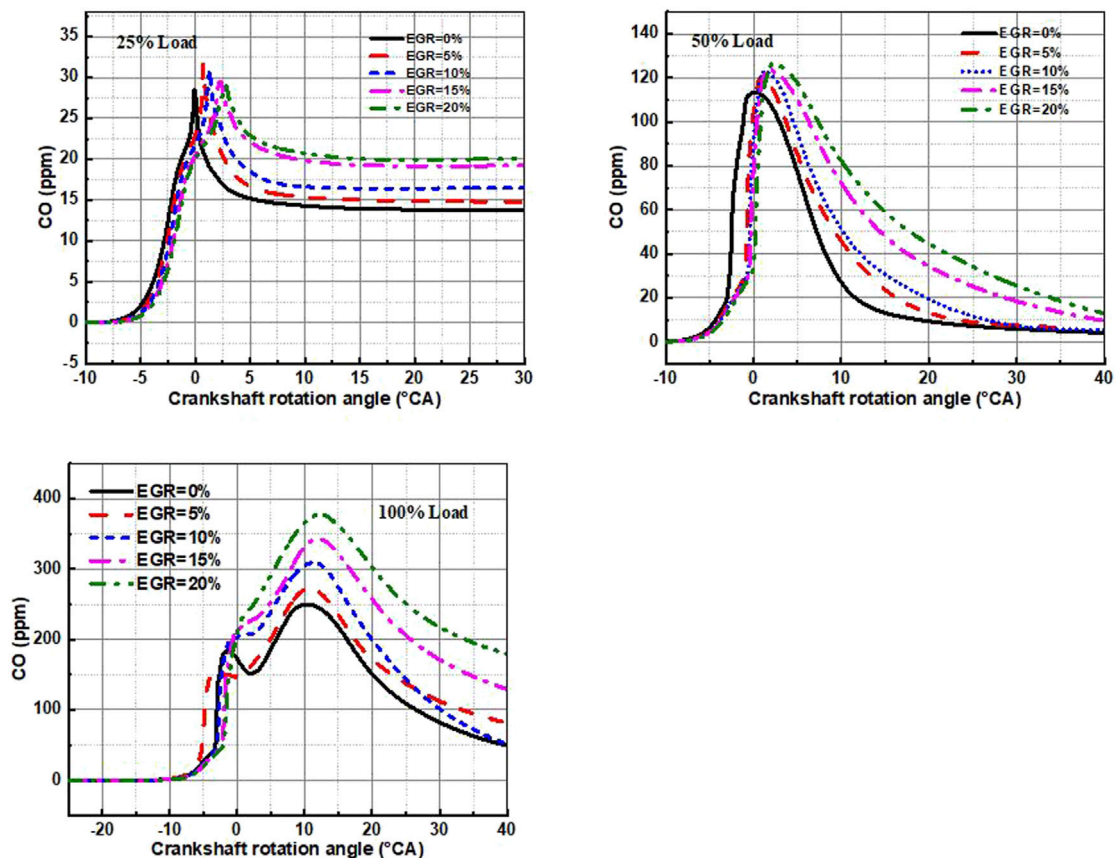 25% Load
EGR=0%
EGR=5%
EGR=10%
EGR=15%
EGR=20%
CO (ppm)
35
30
25
20
15
10
5
0
-5
-10 -5 0 5 10 15 20 25 30
Crankshaft rotation angle (°CA)
50% Load
EGR=0%
EGR=5%
EGR=10%
EGR=15%
EGR=20%
CO (ppm)
140
120
100
80
60
40
20
0
-10 0 10 20 30 40
Crankshaft rotation angle (°CA)
EGR=0%
EGR=5%
EGR=10%
EGR=15%
EGR=20%
100% Load
CO (ppm)
400
300
200
100
0
-20 -10 0 10 20 30 40
Crankshaft rotation angle (°CA)